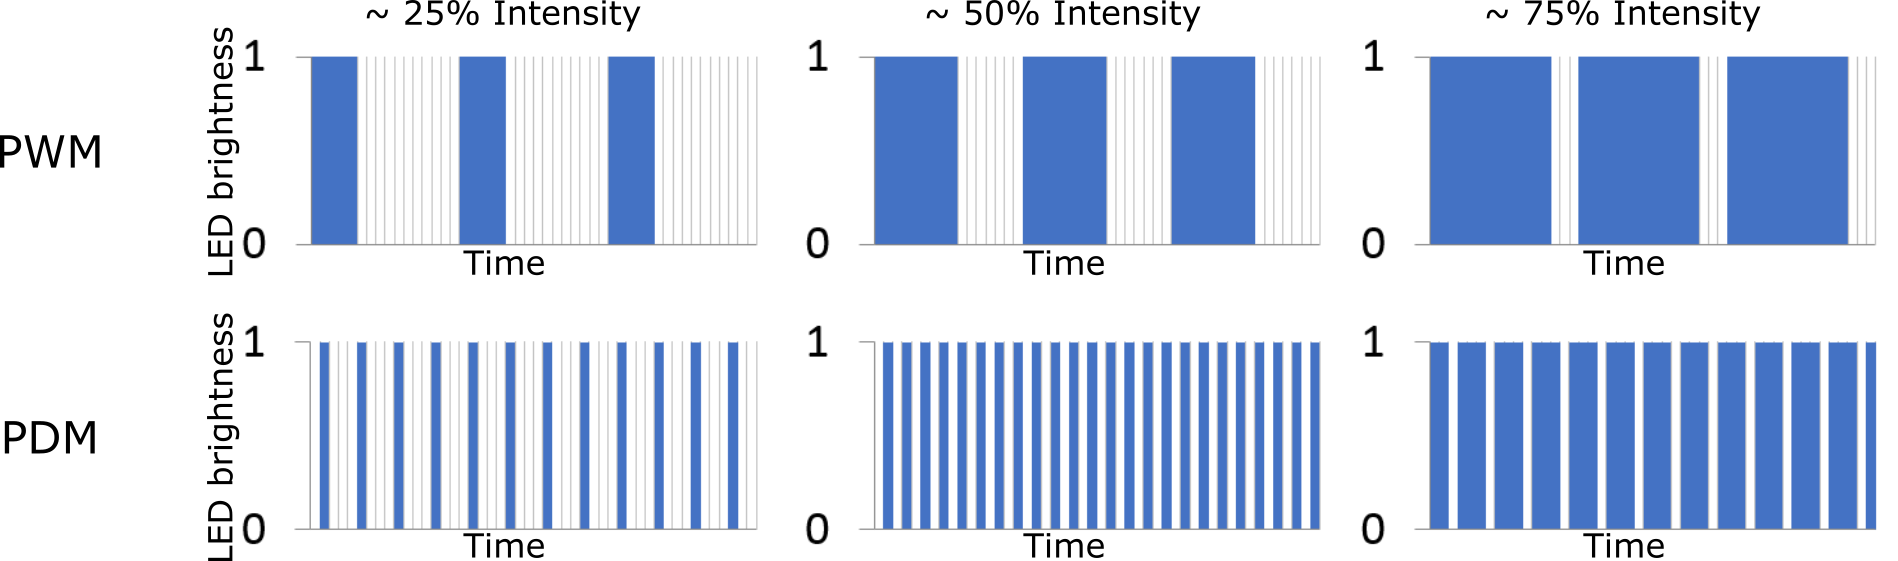 ~ 25% Intensity
~ 50% Intensity
~ 75% Intensity
PWM
LED brightness
1
0
Time
1
0
Time
1
0
Time
PDM
LED brightness
1
0
Time
1
0
Time
1
0
Time